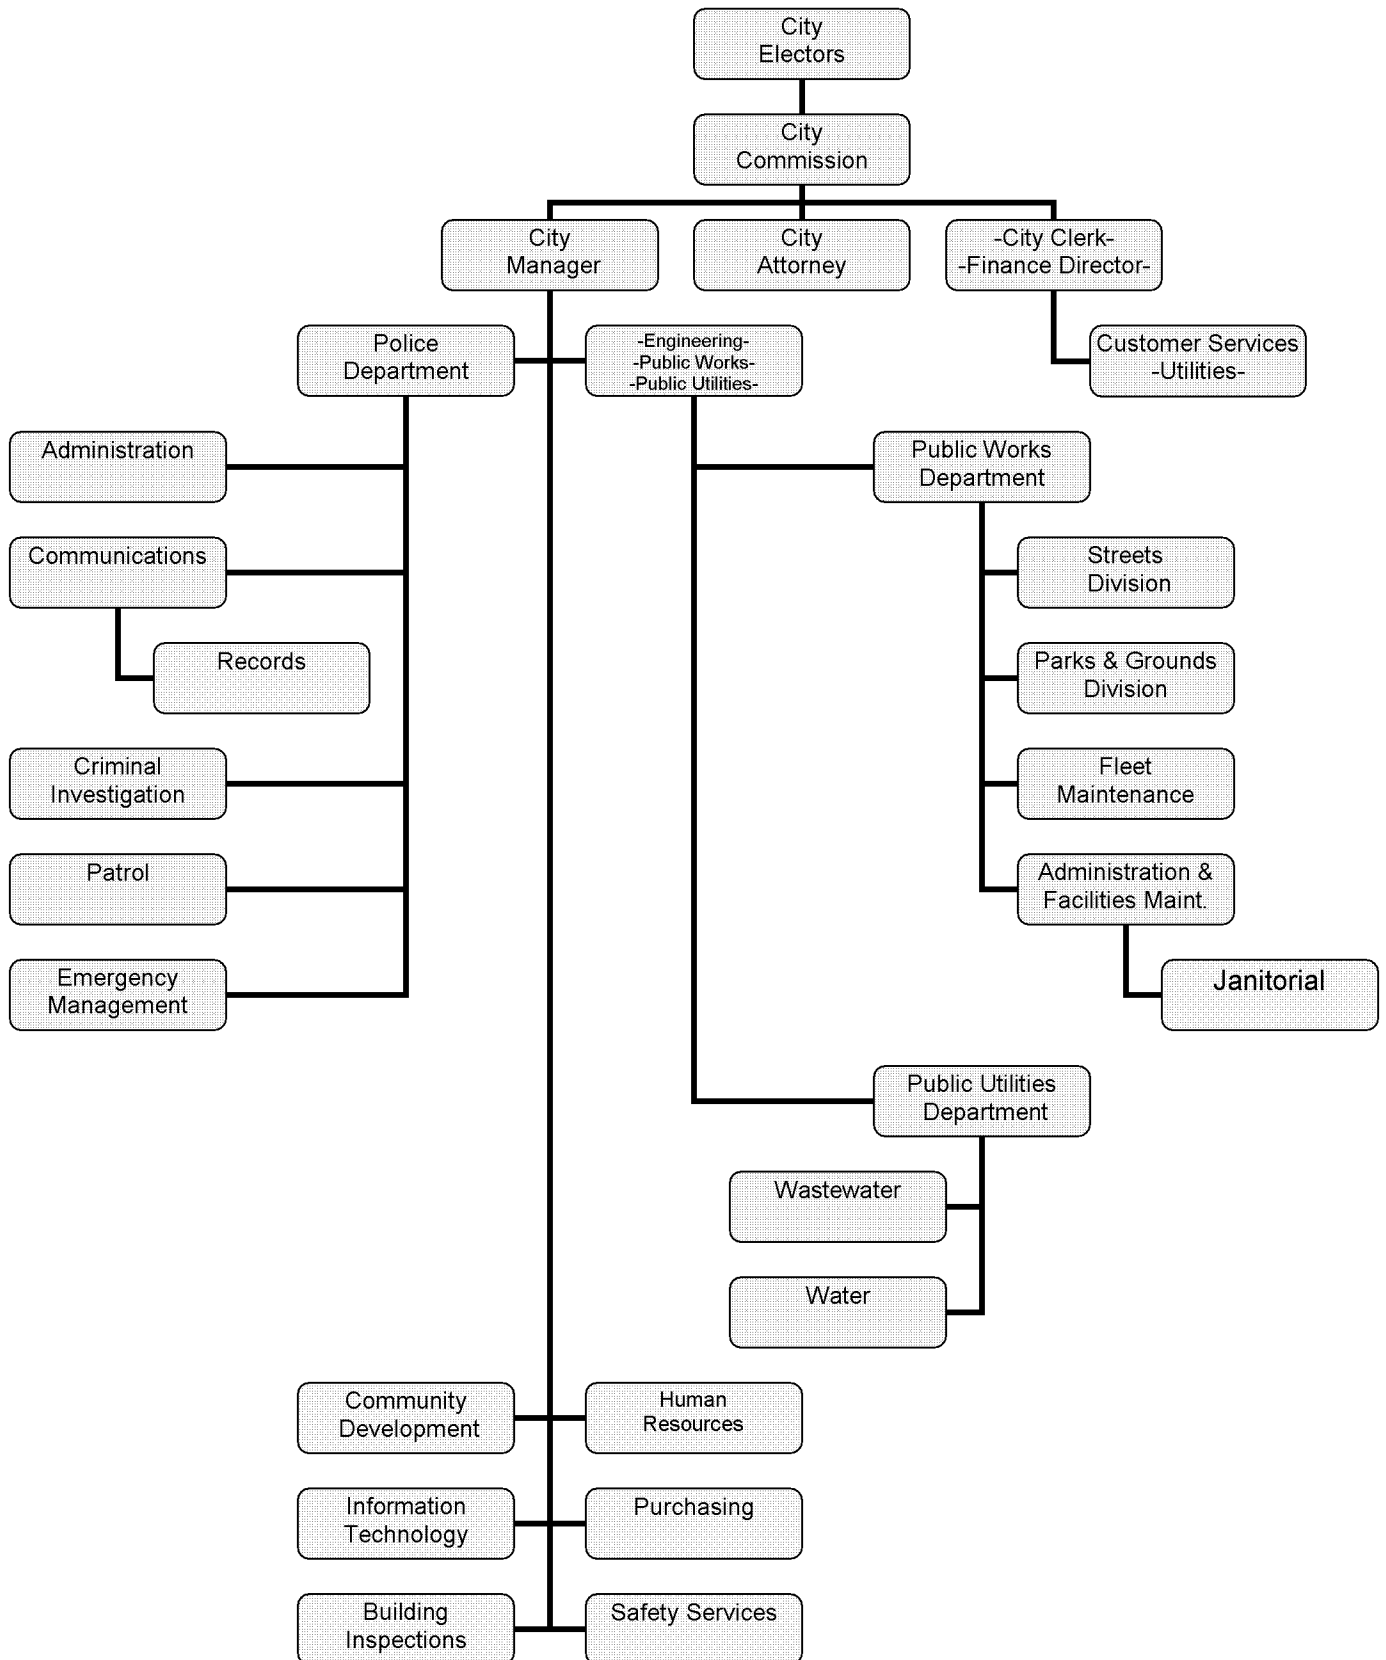 City
Electors
City
Commission
City
Manager
City
Attorney
-City Clerk-
-Finance Director-
Police
Department
-Engineering-
-Public Works-
-Public Utilities-
Customer Services
-Utilities-
Administration
Public Works
Department
Communications
Streets
Division
Records
Parks & Grounds
Division
Criminal
Investigation
Fleet
Maintenance
Patrol
Administration &
Facilities Maint.
Emergency
Management
Janitorial
Public Utilities
Department
Wastewater
Water
Community
Development
Human
Resources
Information
Technology
Purchasing
Building
Inspections
Safety Services